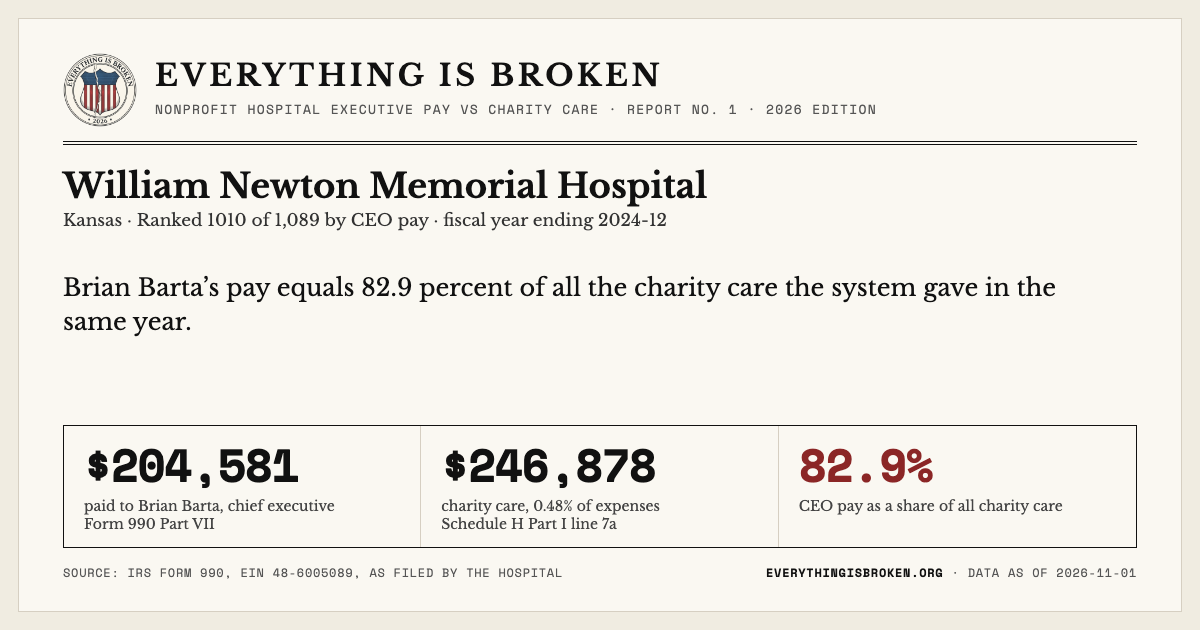 EVERYTHING IS BROKEN
· 2026 ·
EVERYTHING IS BROKEN
NONPROFIT HOSPITAL EXECUTIVE PAY VS CHARITY CARE · REPORT NO. 1 · 2026 EDITION
William Newton Memorial Hospital
Kansas · Ranked 1010 of 1,089 by CEO pay · fiscal year ending 2024-12
Brian Barta’s pay equals 82.9 percent of all the charity care the system gave in the
same year.
$204,581
paid to Brian Barta, chief executive
Form 990 Part VII
$246,878
charity care, 0.48% of expenses
Schedule H Part I line 7a
82.9%
CEO pay as a share of all charity care
SOURCE: IRS FORM 990, EIN 48-6005089, AS FILED BY THE HOSPITAL
EVERYTHINGISBROKEN.ORG · DATA AS OF 2026-11-01